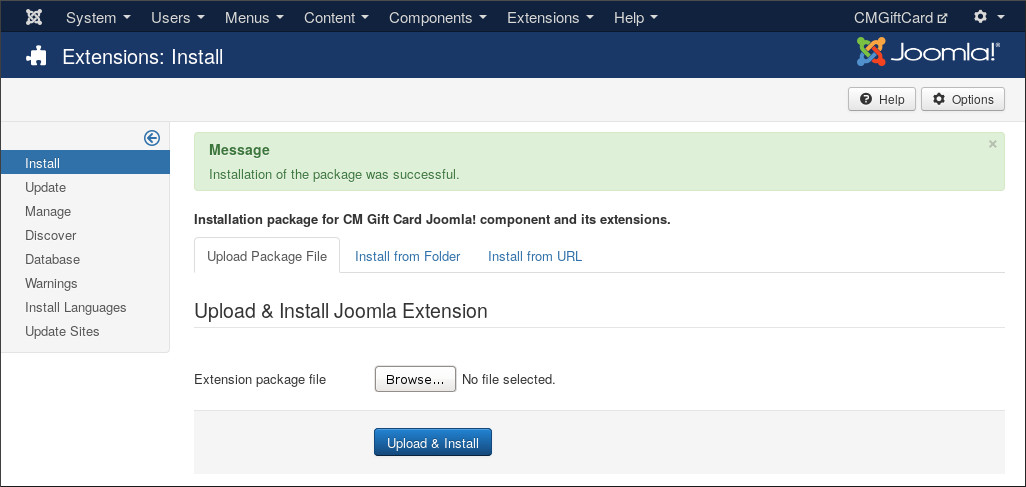 System Users Menus Content Components Extensions Help CMGiftCard
Extensions: Install Joomla!®
Help Options
Install
Update
Manage
Discover
Database
Warnings
Install Languages
Update Sites
Message ×
Installation of the package was successful.
Installation package for CM Gift Card Joomla! component and its extensions.
Upload Package File Install from Folder Install from URL
Upload & Install Joomla Extension
Extension package file Browse... No file selected.
Upload & Install